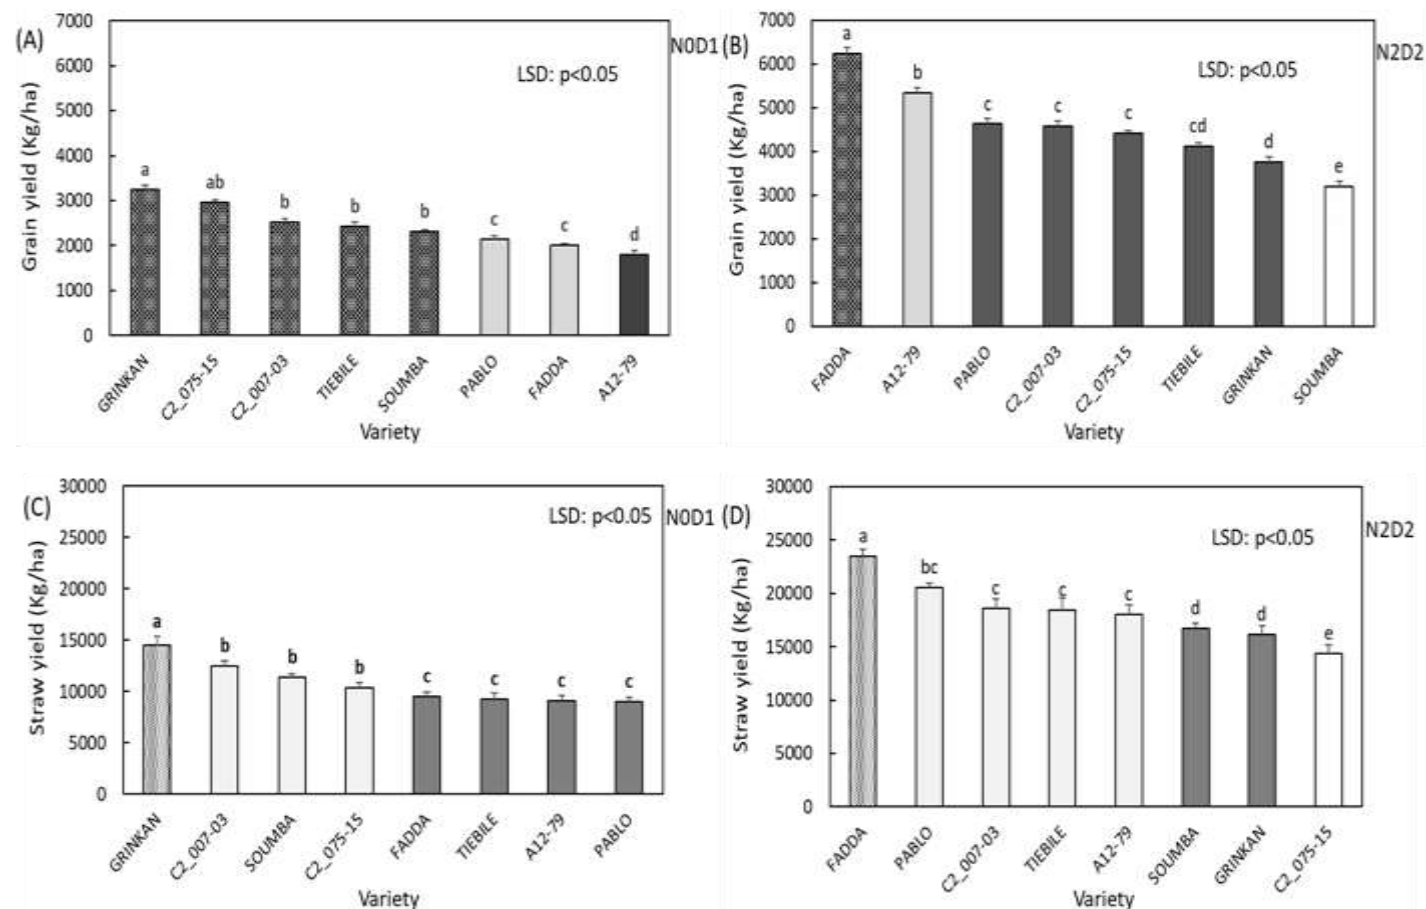 (A)
N0D1
LSD: p<0.05
Grain yield (Kg/ha)
7000
6000
5000
4000
3000
2000
1000
0
a
ab
b
b
b
c
c
d
GRINKAN
C2_075-15
C2_007-03
TIEBILE
SOUMBA
PABLO
FADDA
A12-79
Variety
(B)
N2D2
LSD: p<0.05
Grain yield (Kg/ha)
7000
6000
5000
4000
3000
2000
1000
0
a
b
c
c
c
cd
d
e
FADDA
A12-79
PABLO
C2_007-03
C2_075-15
TIEBILE
GRINKAN
SOUMBA
Variety
(C)
N0D1
LSD: p<0.05
Straw yield (Kg/ha)
30000
25000
20000
15000
10000
5000
0
a
b
b
b
c
c
c
c
GRINKAN
C2_007-03
SOUMBA
C2_075-15
FADDA
TIEBILE
A12-79
PABLO
Variety
(D)
N2D2
LSD: p<0.05
Straw yield (Kg/ha)
30000
25000
20000
15000
10000
5000
0
a
bc
c
c
c
d
d
e
FADDA
PABLO
C2_007-03
TIEBILE
A12-79
SOUMBA
GRINKAN
C2_075-15
Variety